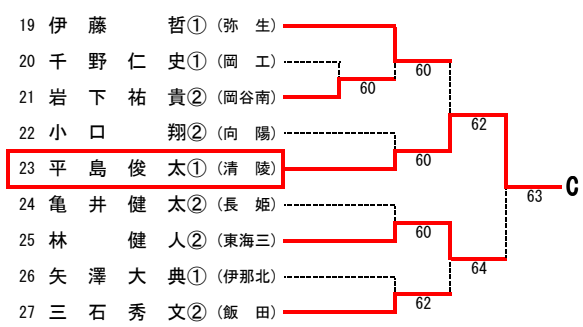 19 伊 藤 哲① (弥 生)
20 千 野 仁 史① (岡 工)
21 岩 下 祐 貴② (岡谷南)
22 小 口 翔② (向 陽)
23 平 島 俊 太① (清 陵)
24 亀 井 健 太② (長 姫)
25 林 健 人② (東海三)
26 矢 澤 大 典① (伊那北)
27 三 石 秀 文② (飯 田)
60
60
62
60
63
C
60
64
62